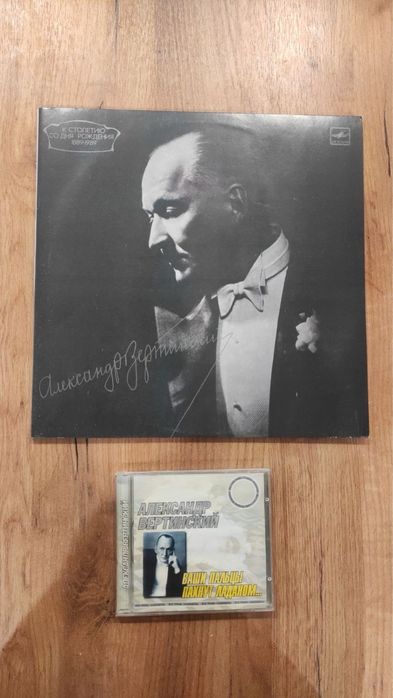 К СТОЛЕТИЮ
СО ДНЯ РОЖДЕНИЯ
1889-1989
Александр Вертинский
АЛЕКСАНДР
ВЕРТИНСКИЙ
ВАШИ ПАЛЬЦЫ
ПАХНУТ ЛАДАНОМ...